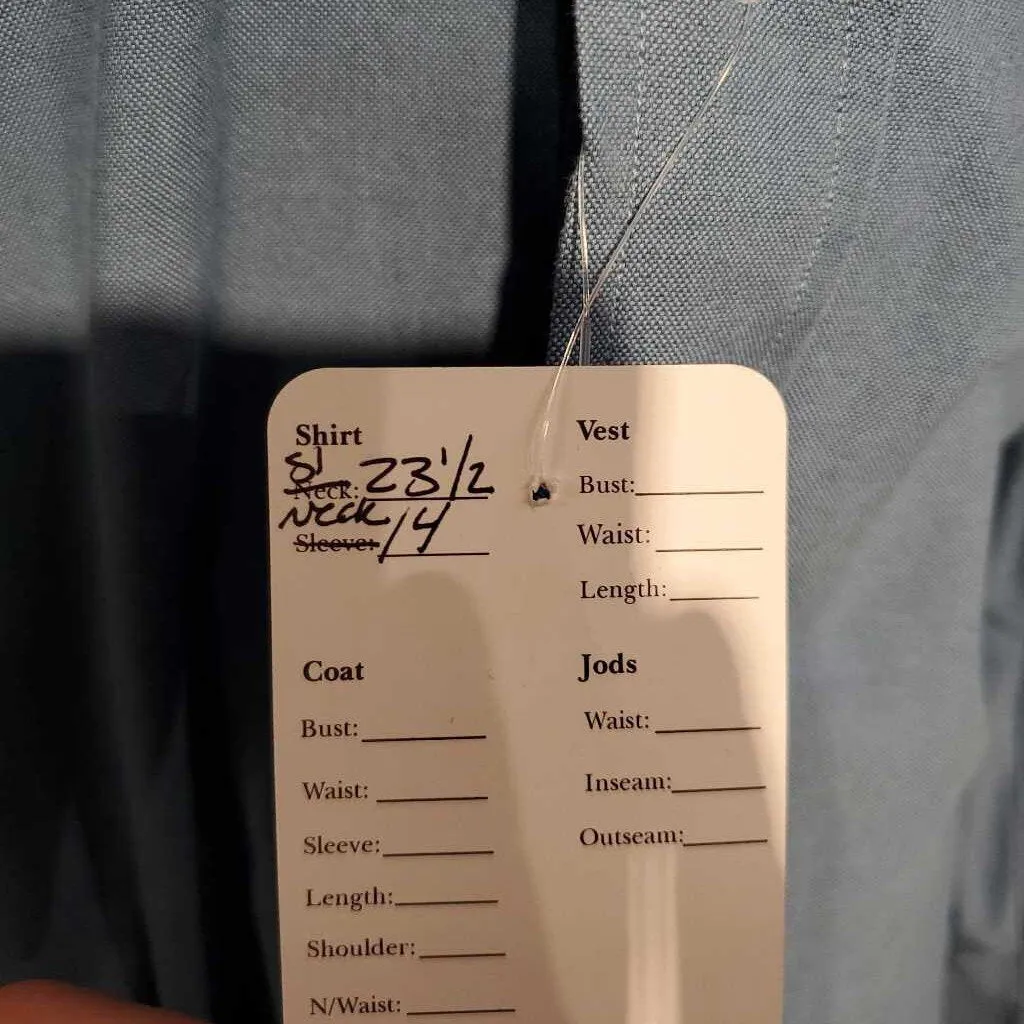 Shirt
Sl
Neck: 23 1/2
Neck
Sleeve: 14
Coat
Bust:
Waist:
Sleeve:
Length:
Shoulder:
N/Waist:
Vest
Bust:
Waist:
Length:
Jods
Waist:
Inseam:
Outseam: